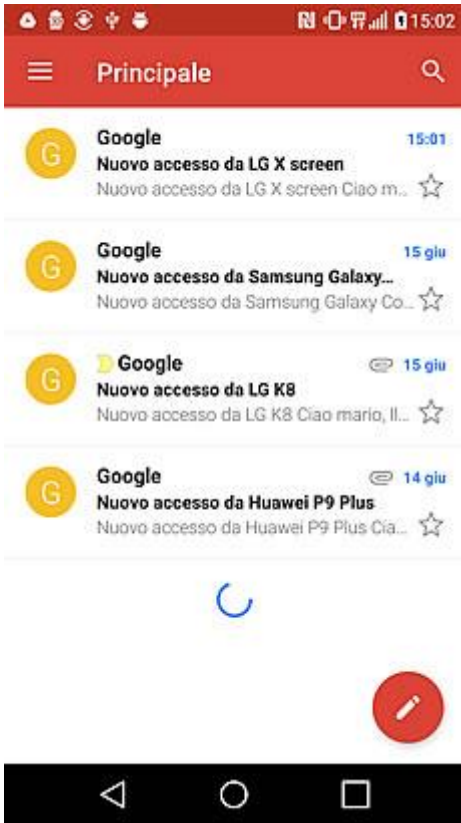 15:02
Principale
G
Google
15:01
Nuovo accesso da LG X screen
Nuovo accesso da LG X screen Ciao m...
G
Google
15 giu
Nuovo accesso da Samsung Galaxy...
Nuovo accesso da Samsung Galaxy Co...
G
Google
15 giu
Nuovo accesso da LG K8
Nuovo accesso da LG K8 Ciao mario, Il...
G
Google
14 giu
Nuovo accesso da Huawei P9 Plus
Nuovo accesso da Huawei P9 Plus Cia...